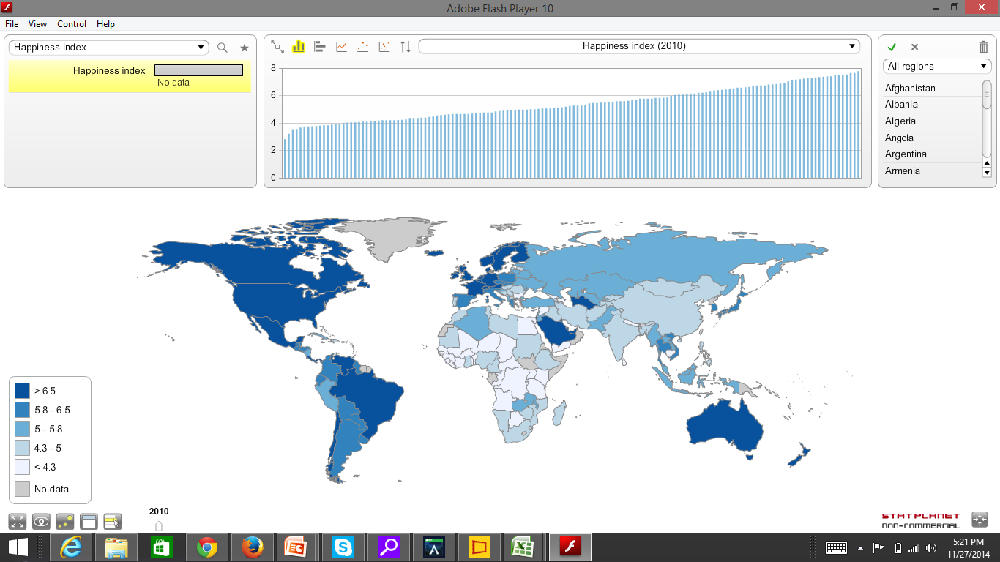 Adobe Flash Player 10
File View Control Help
Happiness index
Happiness index
No data
Happiness index (2010)
8
6
4
2
0
All regions
Afghanistan
Albania
Algeria
Angola
Argentina
Armenia
> 6.5
5.8 - 6.5
5 - 5.8
4.3 - 5
< 4.3
No data
2010
STATPLANET
NON-COMMERCIAL
5:21 PM
11/27/2014